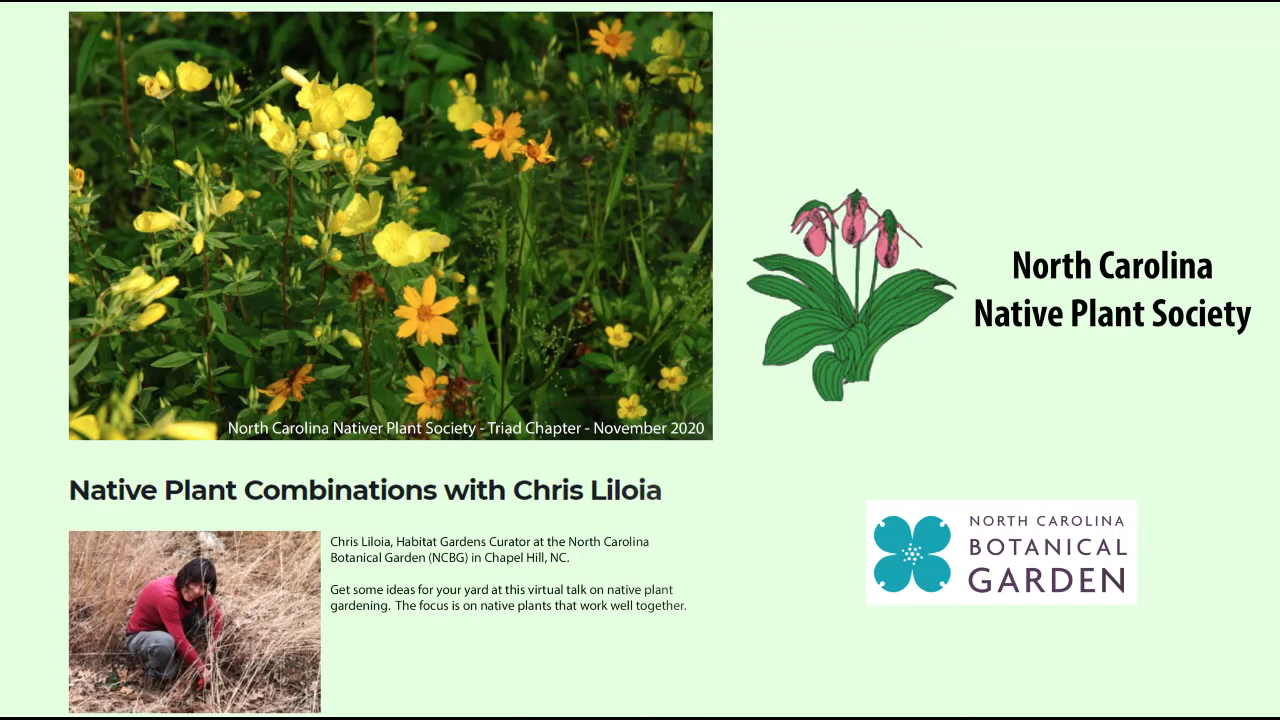 North Carolina Nativer Plant Society - Triad Chapter - November 2020
North Carolina
Native Plant Society
Native Plant Combinations with Chris Liloia
Chris Liloia, Habitat Gardens Curator at the North Carolina
Botanical Garden (NCBG) in Chapel Hill, NC.
Get some ideas for your yard at this virtual talk on native plant
gardening. The focus is on native plants that work well together.
NORTH CAROLINA
BOTANICAL
GARDEN